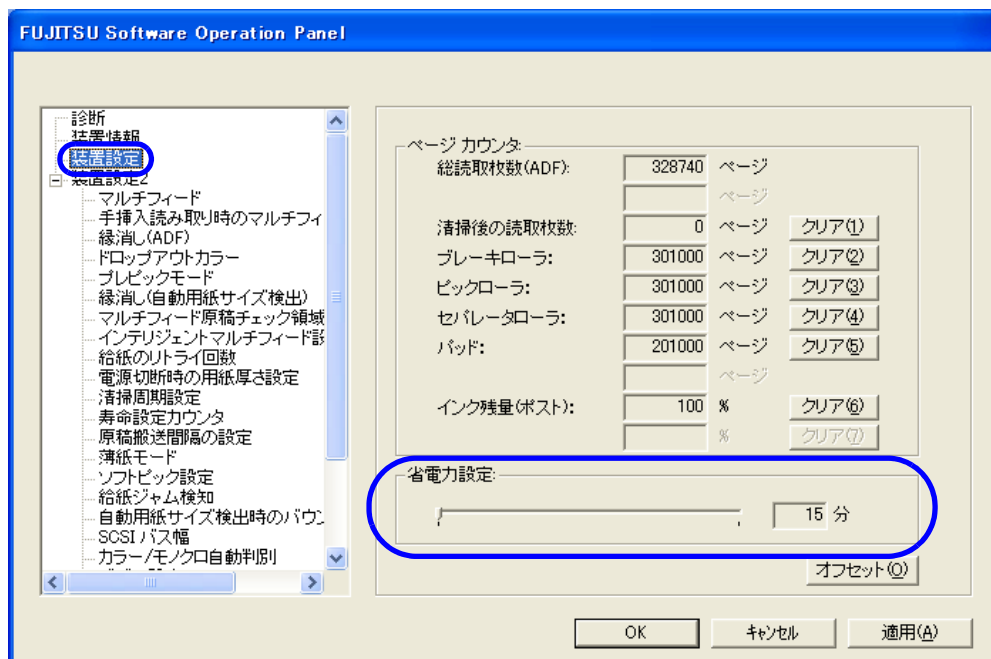 FUJITSU Software Operation Panel
診断
装置情報
装置設定
装置設定2
マルチフィード
手挿入読み取り時のマルチフィ
縁消し(ADF)
ドロップアウトカラー
プレピックモード
縁消し(自動用紙サイズ検出)
マルチフィード原稿チェック領域
インテリジェントマルチフィード設
給紙のリトライ回数
電源切断時の用紙厚さ設定
清掃周期設定
寿命設定カウンタ
原稿搬送間隔の設定
薄紙モード
ソフトピック設定
給紙ジャム検知
自動用紙サイズ検出時のバウン
SCSI バス幅
カラー/モノクロ自動判別
ページ カウンタ:
総読取枚数(ADF): 328740 ページ
ページ
清掃後の読取枚数: 0 ページ クリア(1)
ブレーキローラ: 301000 ページ クリア(2)
ピックローラ: 301000 ページ クリア(3)
セパレータローラ: 301000 ページ クリア(4)
パッド: 201000 ページ クリア(5)
ページ
インク残量(ポスト): 100 % クリア(6)
% クリア(7)
省電力設定:
15 分
オフセット(O)
OK キャンセル 適用(A)